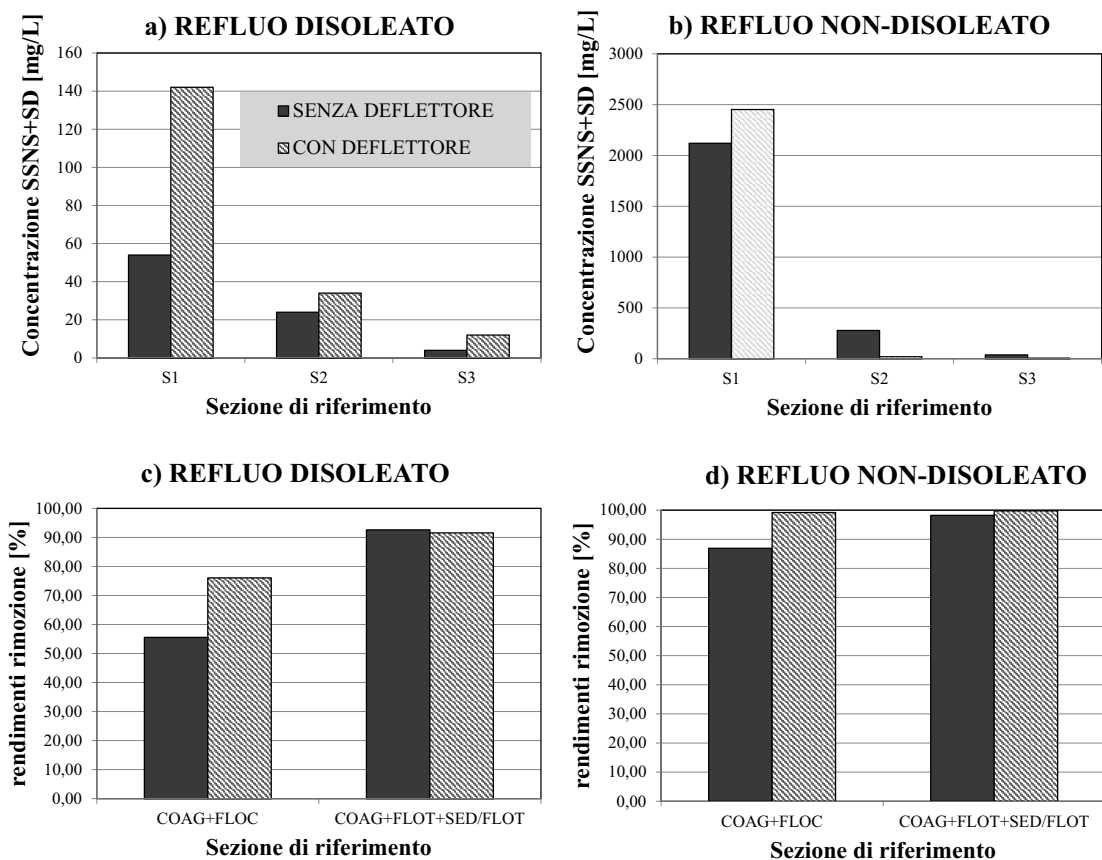 a) REFLUO DISOLEATO
Concentrazione SSNS+SD [mg/L]
160
140
120
100
80
60
40
20
0
SENZA DEFLETTORE
CON DEFLETTORE
S1 S2 S3
Sezione di riferimento
b) REFLUO NON-DISOLEATO
Concentrazione SSNS+SD [mg/L]
3000
2500
2000
1500
1000
500
0
S1 S2 S3
Sezione di riferimento
c) REFLUO DISOLEATO
rendimenti rimozione [%]
100,00
90,00
80,00
70,00
60,00
50,00
40,00
30,00
20,00
10,00
0,00
COAG+FLOC COAG+FLOT+SED/FLOT
Sezione di riferimento
d) REFLUO NON-DISOLEATO
rendimenti rimozione [%]
100,00
90,00
80,00
70,00
60,00
50,00
40,00
30,00
20,00
10,00
0,00
COAG+FLOC COAG+FLOT+SED/FLOT
Sezione di riferimento